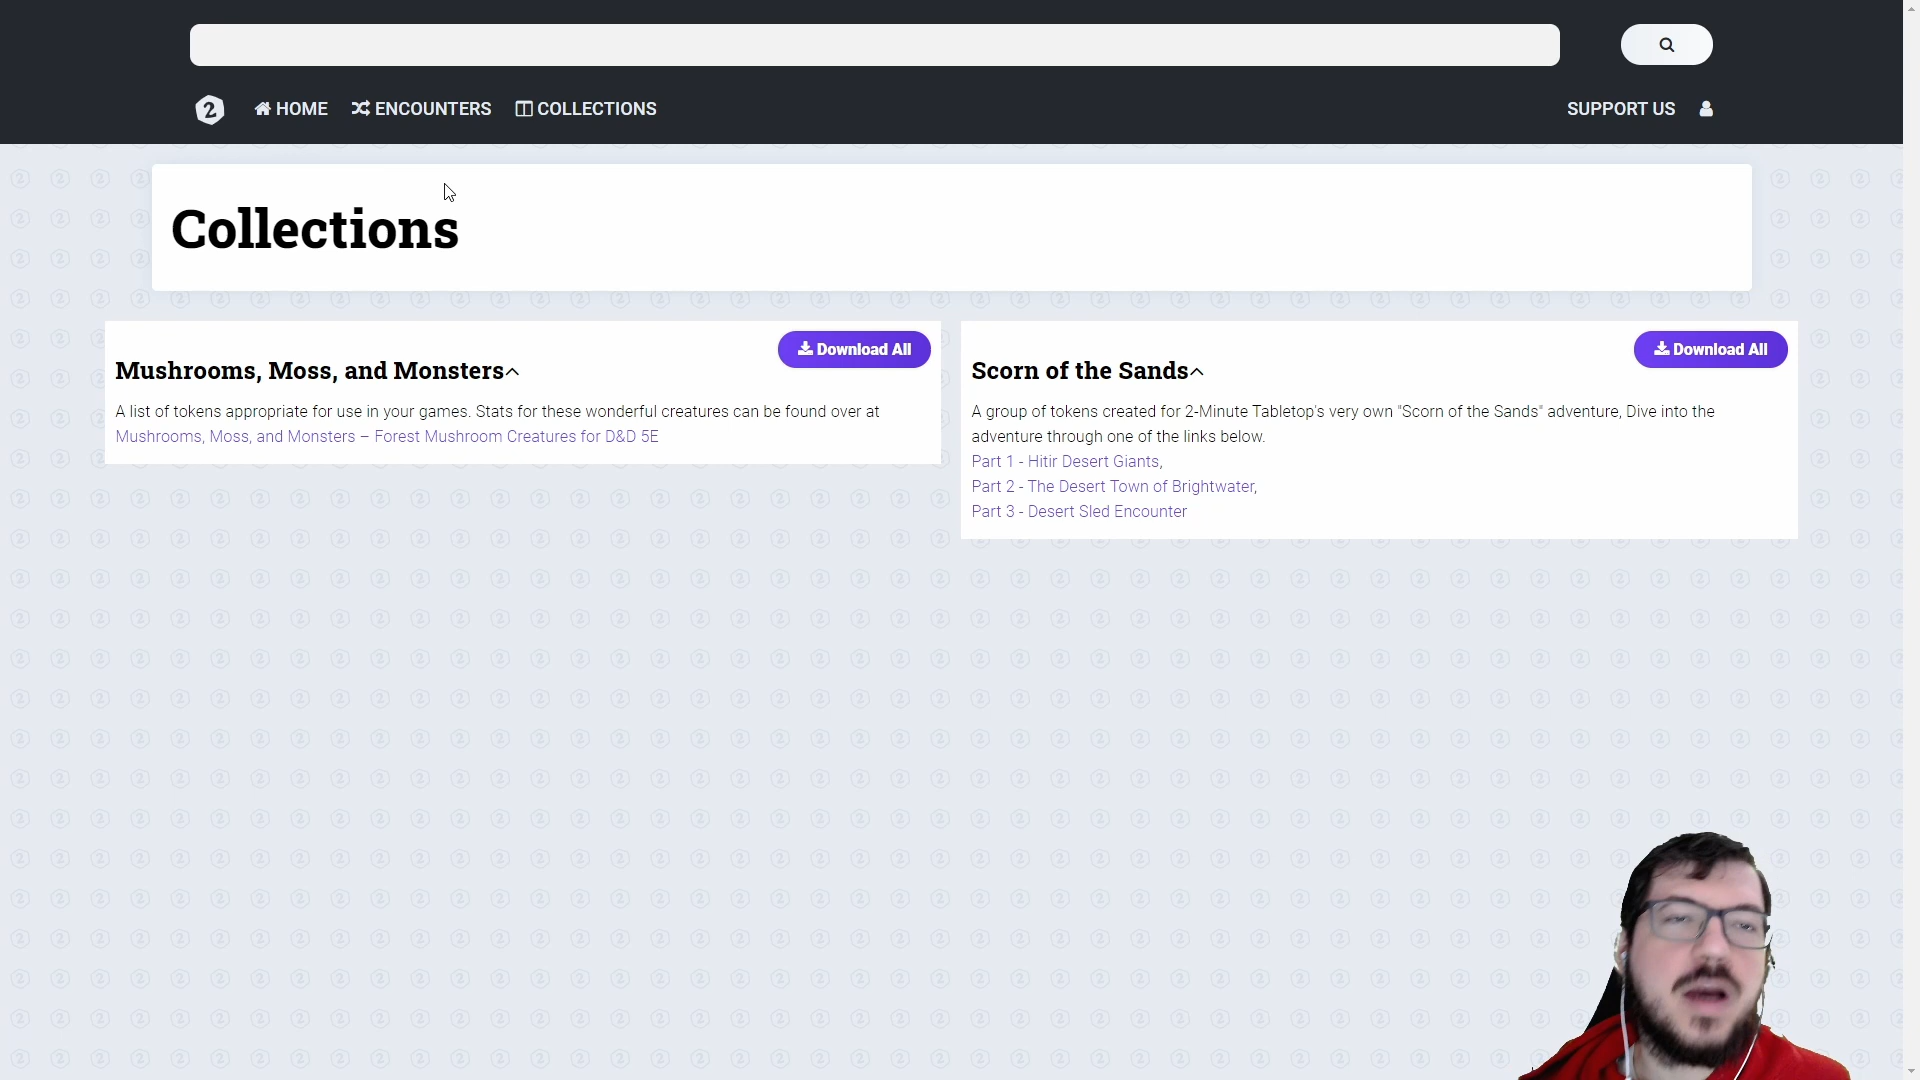 2 HOME ENCOUNTERS COLLECTIONS SUPPORT US
Collections
Download All
Mushrooms, Moss, and Monsters
A list of tokens appropriate for use in your games. Stats for these wonderful creatures can be found over at
Mushrooms, Moss, and Monsters – Forest Mushroom Creatures for D&D 5E
Download All
Scorn of the Sands
A group of tokens created for 2-Minute Tabletop's very own "Scorn of the Sands" adventure, Dive into the
adventure through one of the links below.
Part 1 - Hitir Desert Giants,
Part 2 - The Desert Town of Brightwater,
Part 3 - Desert Sled Encounter